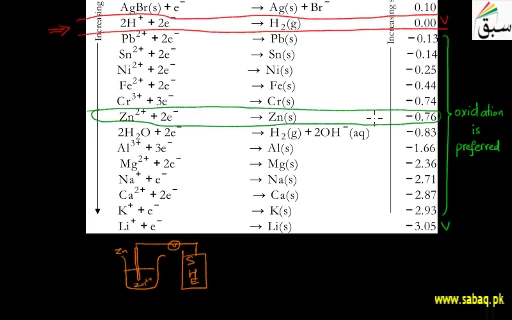 AgBr(s) + e⁻ → Ag(s) + Br⁻ 0.10
2H⁺ + 2e⁻ → H₂(g) 0.00 V
Pb²⁺ + 2e⁻ → Pb(s) −0.13
Sn²⁺ + 2e⁻ → Sn(s) −0.14
Ni²⁺ + 2e⁻ → Ni(s) −0.25
Fe²⁺ + 2e⁻ → Fe(s) −0.44
Cr³⁺ + 3e⁻ → Cr(s) −0.74
Zn²⁺ + 2e⁻ → Zn(s) −0.76
2H₂O + 2e⁻ → H₂(g) + 2OH⁻(aq) −0.83
Al³⁺ + 3e⁻ → Al(s) −1.66
Mg²⁺ + 2e⁻ → Mg(s) −2.36
Na⁺ + e⁻ → Na(s) −2.71
Ca²⁺ + 2e⁻ → Ca(s) −2.87
K⁺ + e⁻ → K(s) −2.93
Li⁺ + e⁻ → Li(s) −3.05 V
Increasing
Increasing
oxidation
is
preferred
سبق
Zn
V
Zn²⁺
S
H
E
www.sabaq.pk